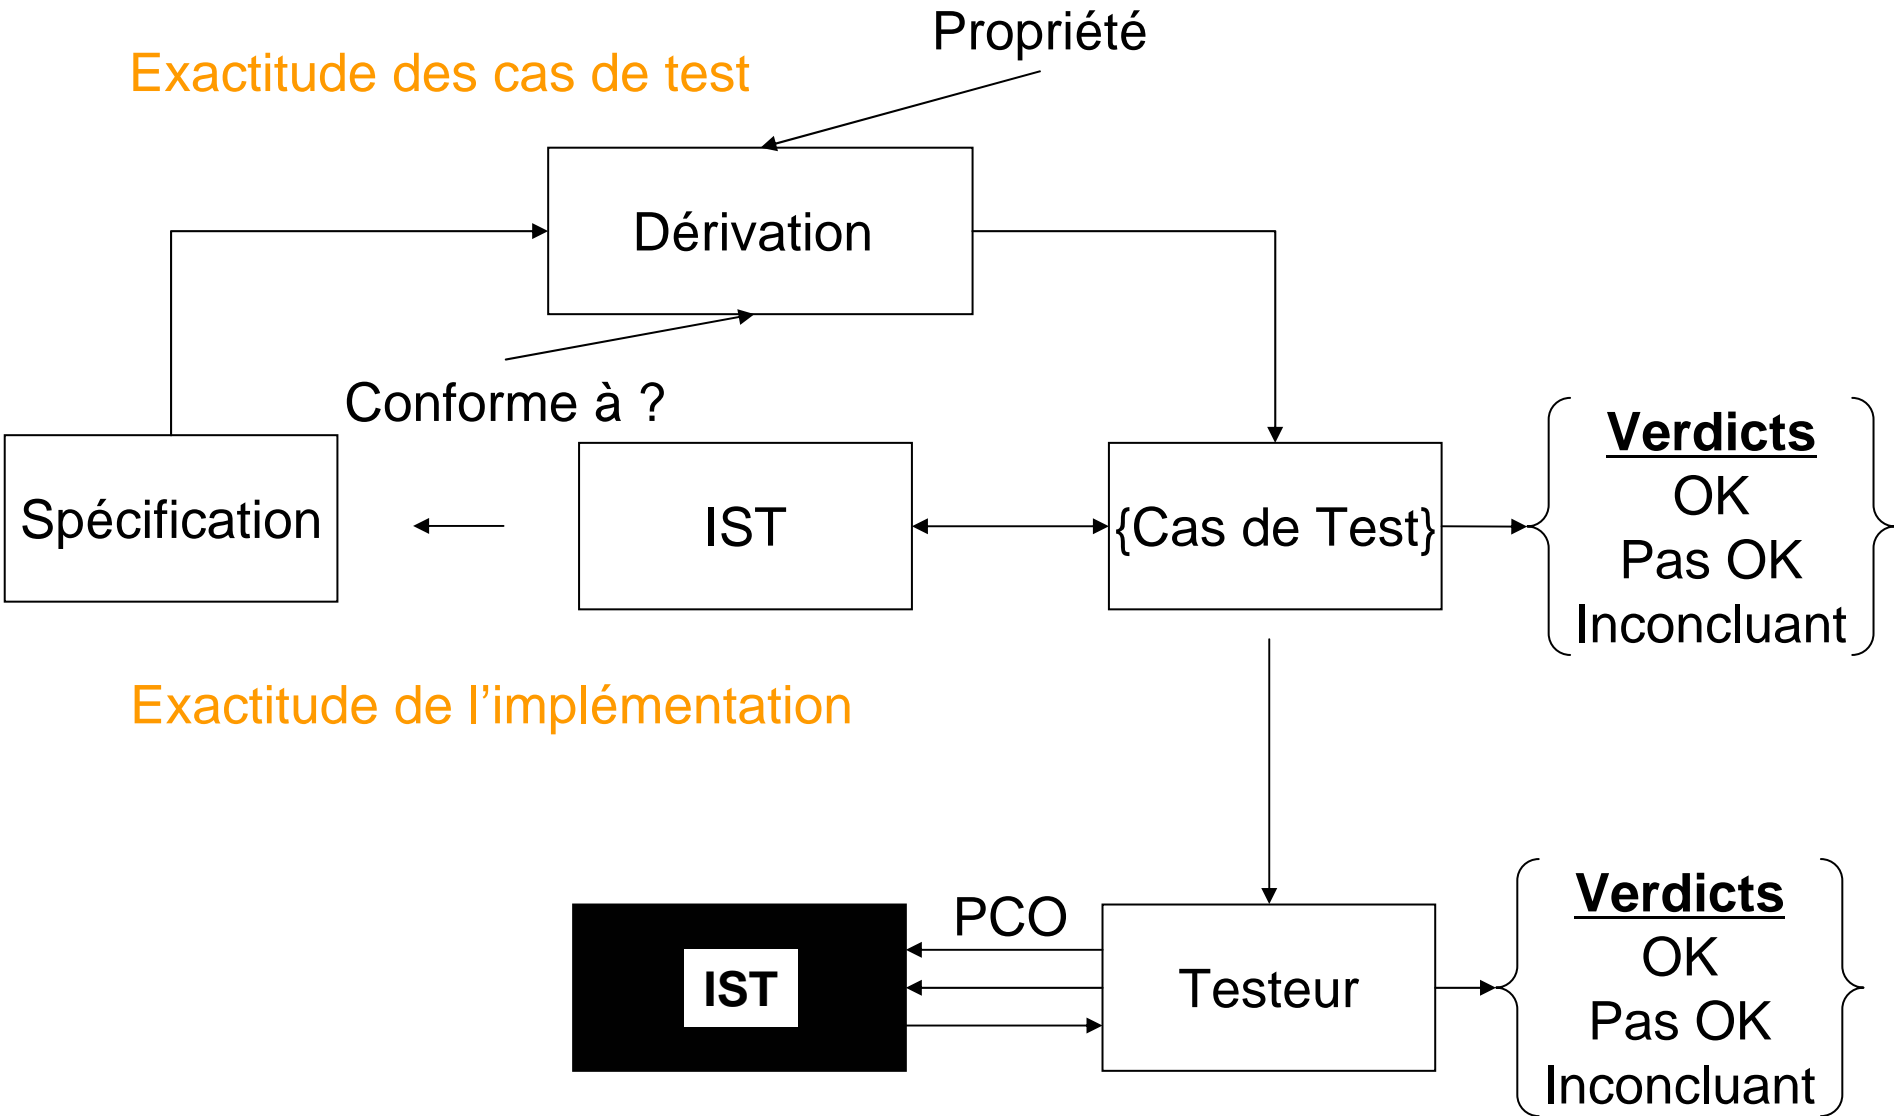 Propriété
Exactitude des cas de test
Dérivation
Conforme à ?
Spécification
IST
{Cas de Test}
Verdicts
OK
Pas OK
Inconcluant
Exactitude de l’implémentation
PCO
IST
Testeur
Verdicts
OK
Pas OK
Inconcluant